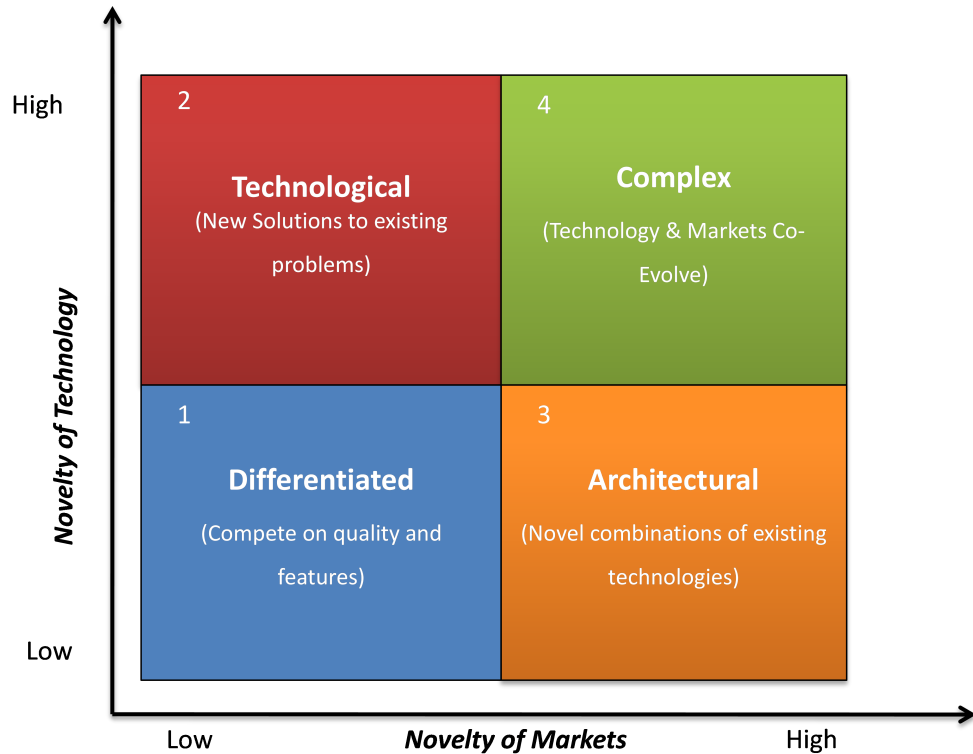 High
2
Technological
(New Solutions to existing
problems)
4
Complex
(Technology & Markets Co-
Evolve)
Novelty of Technology
1
Differentiated
(Compete on quality and
features)
3
Architectural
(Novel combinations of existing
technologies)
Low
Low
Novelty of Markets
High